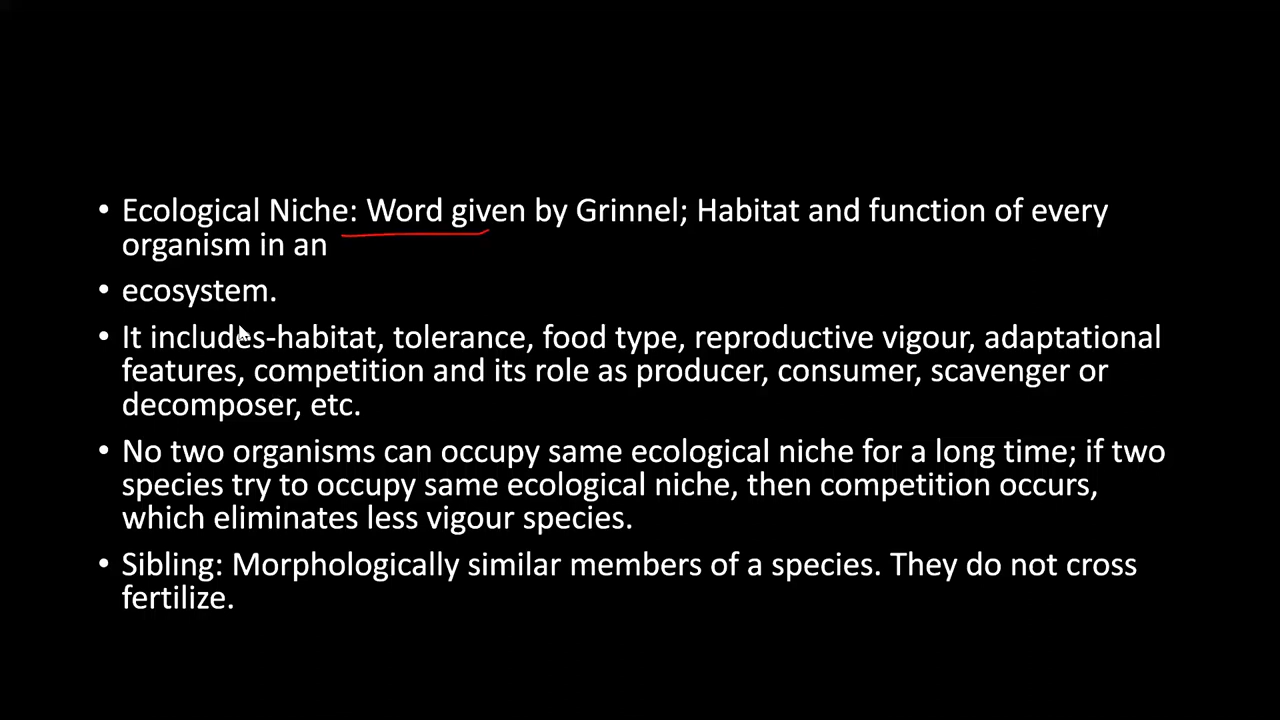 • Ecological Niche: Word given by Grinnel; Habitat and function of every
organism in an
• ecosystem.
• It includes-habitat, tolerance, food type, reproductive vigour, adaptational
features, competition and its role as producer, consumer, scavenger or
decomposer, etc.
• No two organisms can occupy same ecological niche for a long time; if two
species try to occupy same ecological niche, then competition occurs,
which eliminates less vigour species.
• Sibling: Morphologically similar members of a species. They do not cross
fertilize.